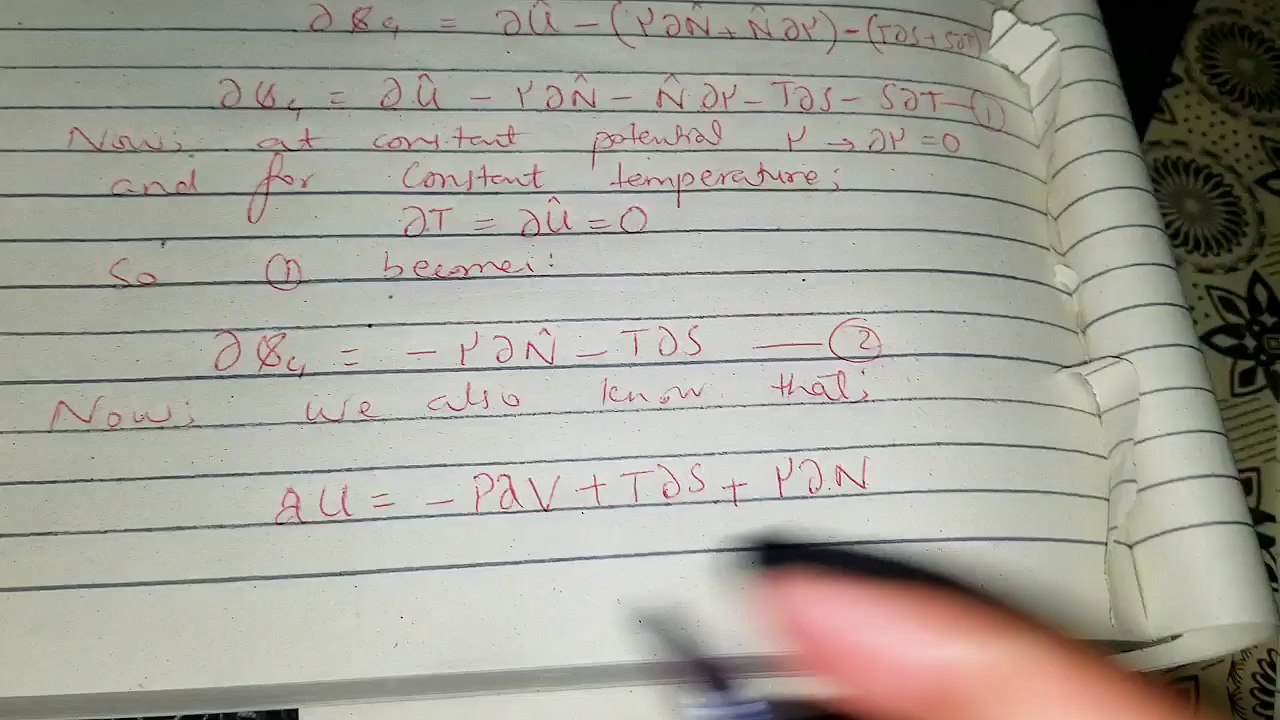 ∂φ_G = ∂Û − (μ∂N̂ + N̂∂μ) − (T∂S + S∂T)
∂φ_G = ∂Û − μ∂N̂ − N̂∂μ − T∂S − S∂T — ①
Now; at constant potential μ → ∂μ = 0
and for constant temperature;
∂T = ∂Û = 0
So ① becomes:
∂φ_G = − μ∂N̂ − T∂S — ②
Now; we also know that;
∂U = − P∂V + T∂S + μ∂N